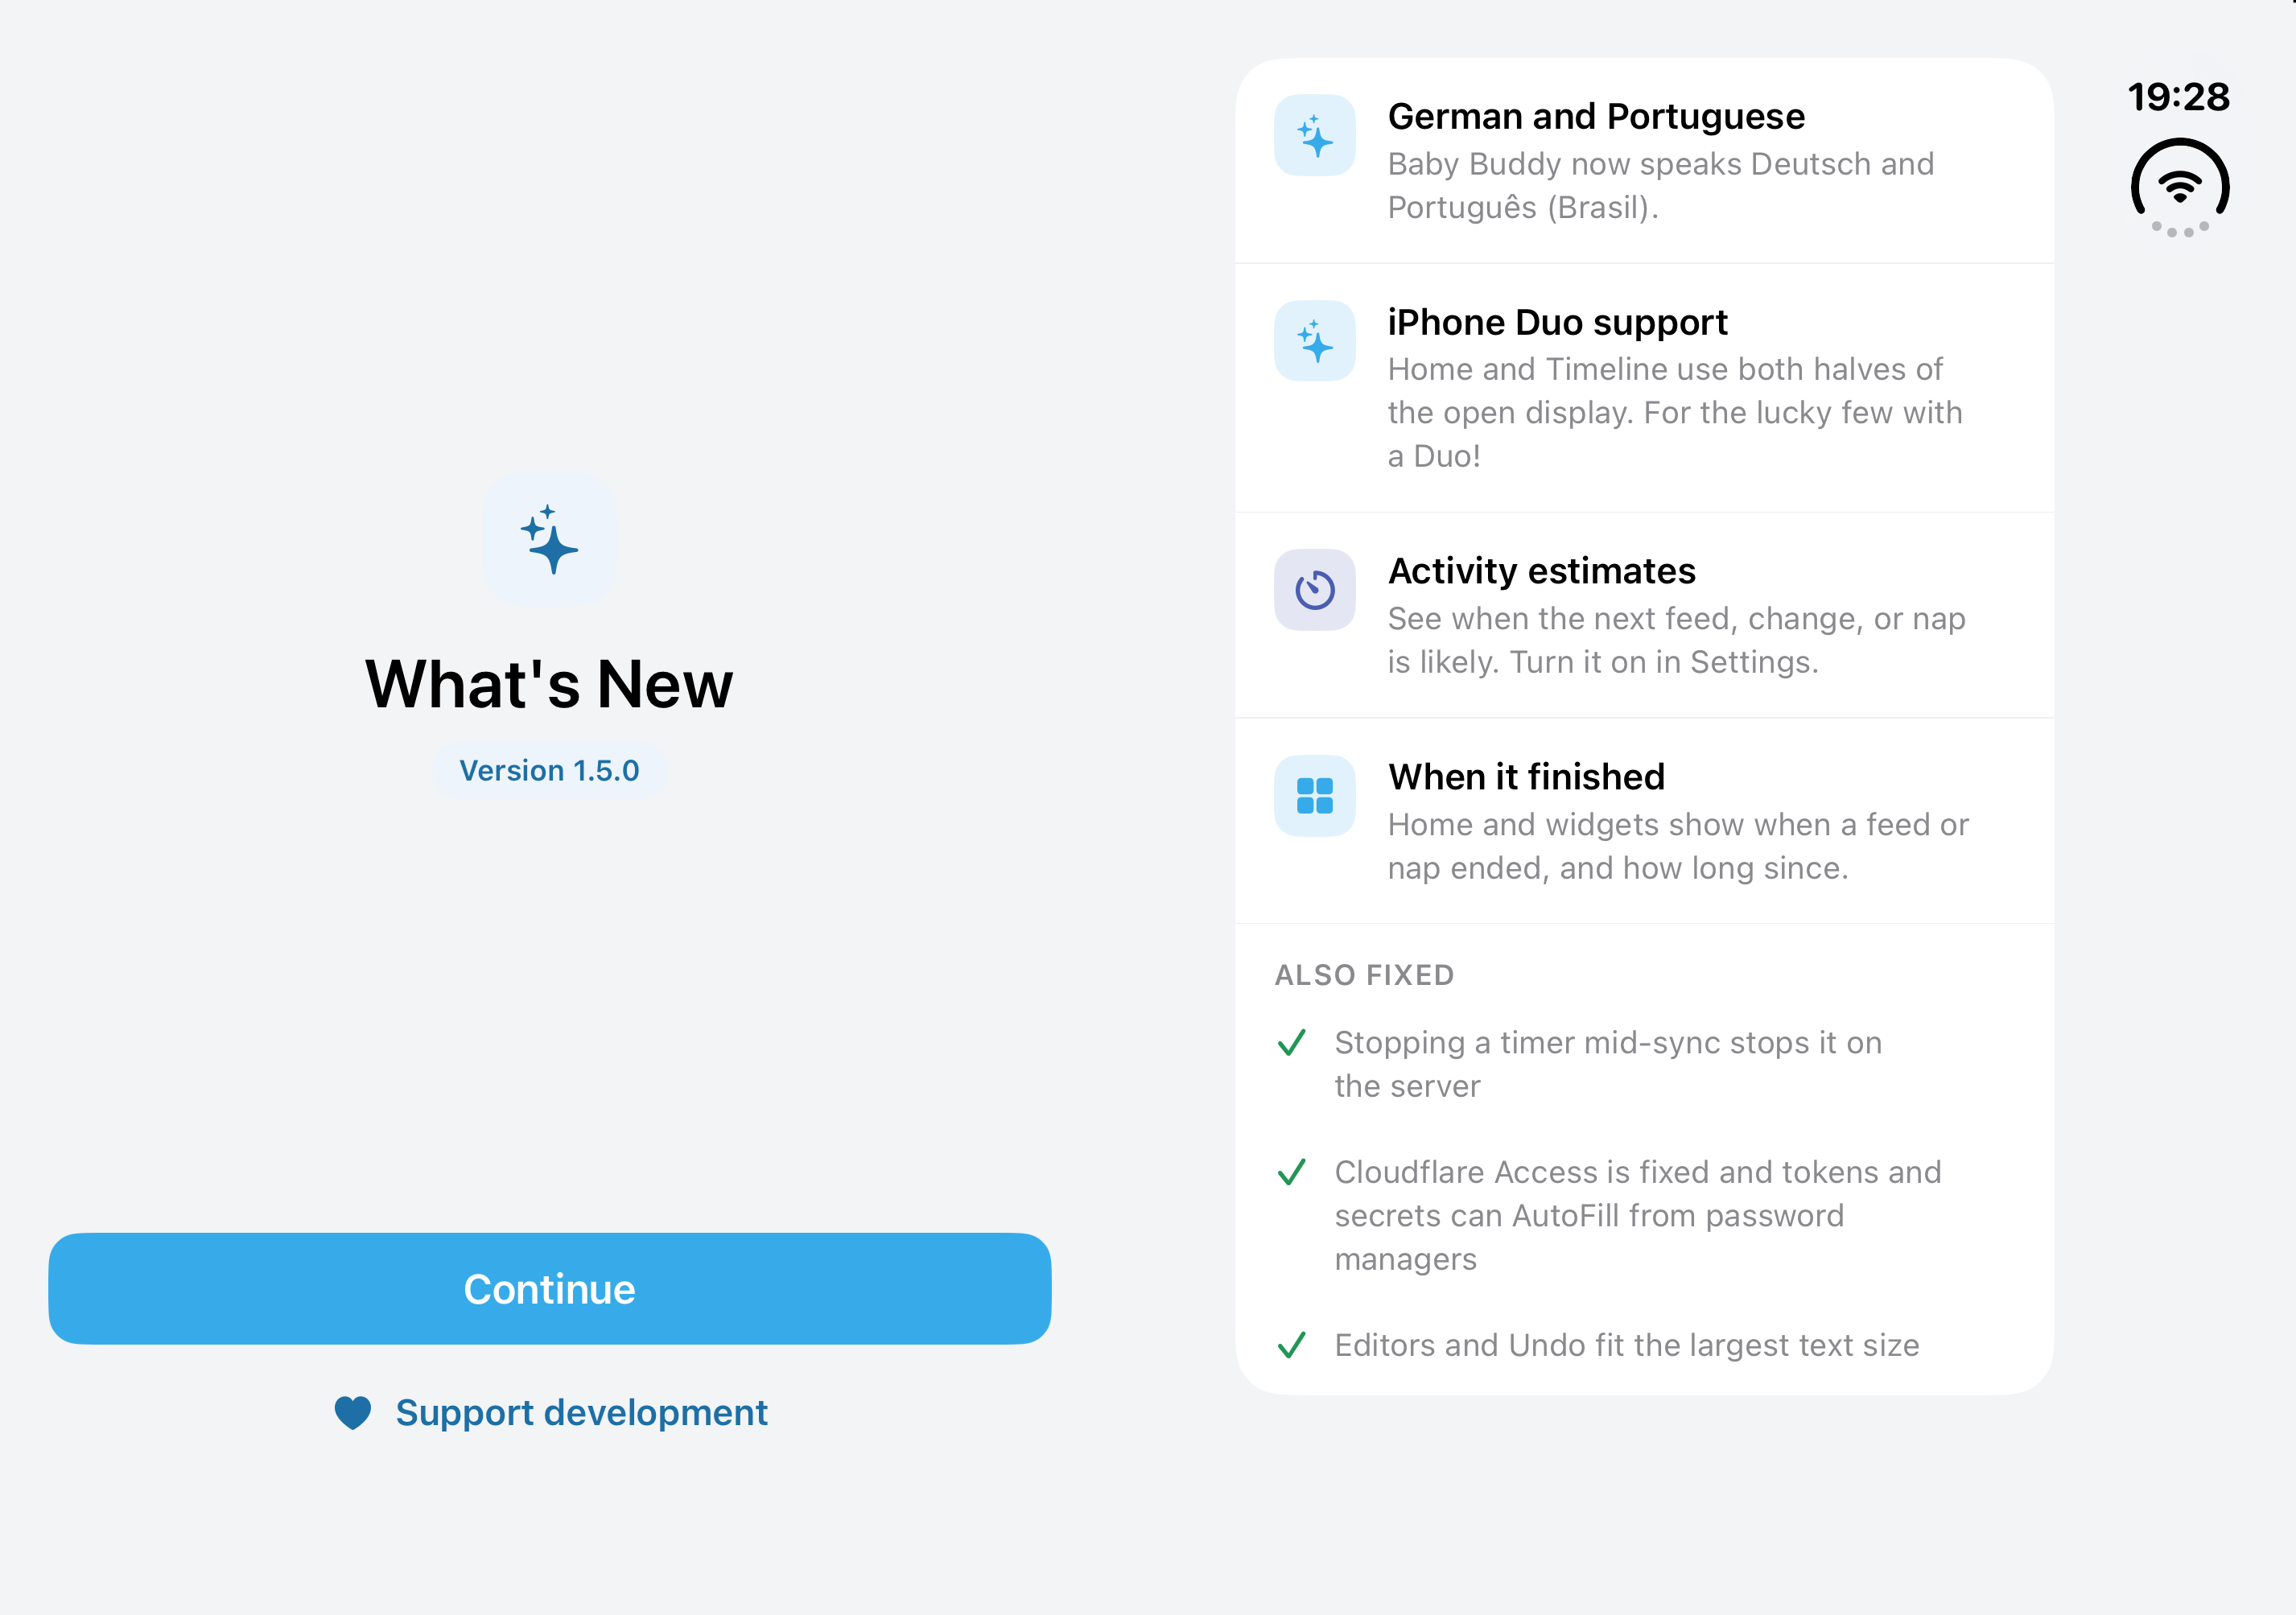 What's New
Version 1.5.0
Continue
Support development
German and Portuguese
Baby Buddy now speaks Deutsch and
Português (Brasil).
iPhone Duo support
Home and Timeline use both halves of
the open display. For the lucky few with
a Duo!
Activity estimates
See when the next feed, change, or nap
is likely. Turn it on in Settings.
When it finished
Home and widgets show when a feed or
nap ended, and how long since.
ALSO FIXED
Stopping a timer mid-sync stops it on
the server
Cloudflare Access is fixed and tokens and
secrets can AutoFill from password
managers
Editors and Undo fit the largest text size
19:28